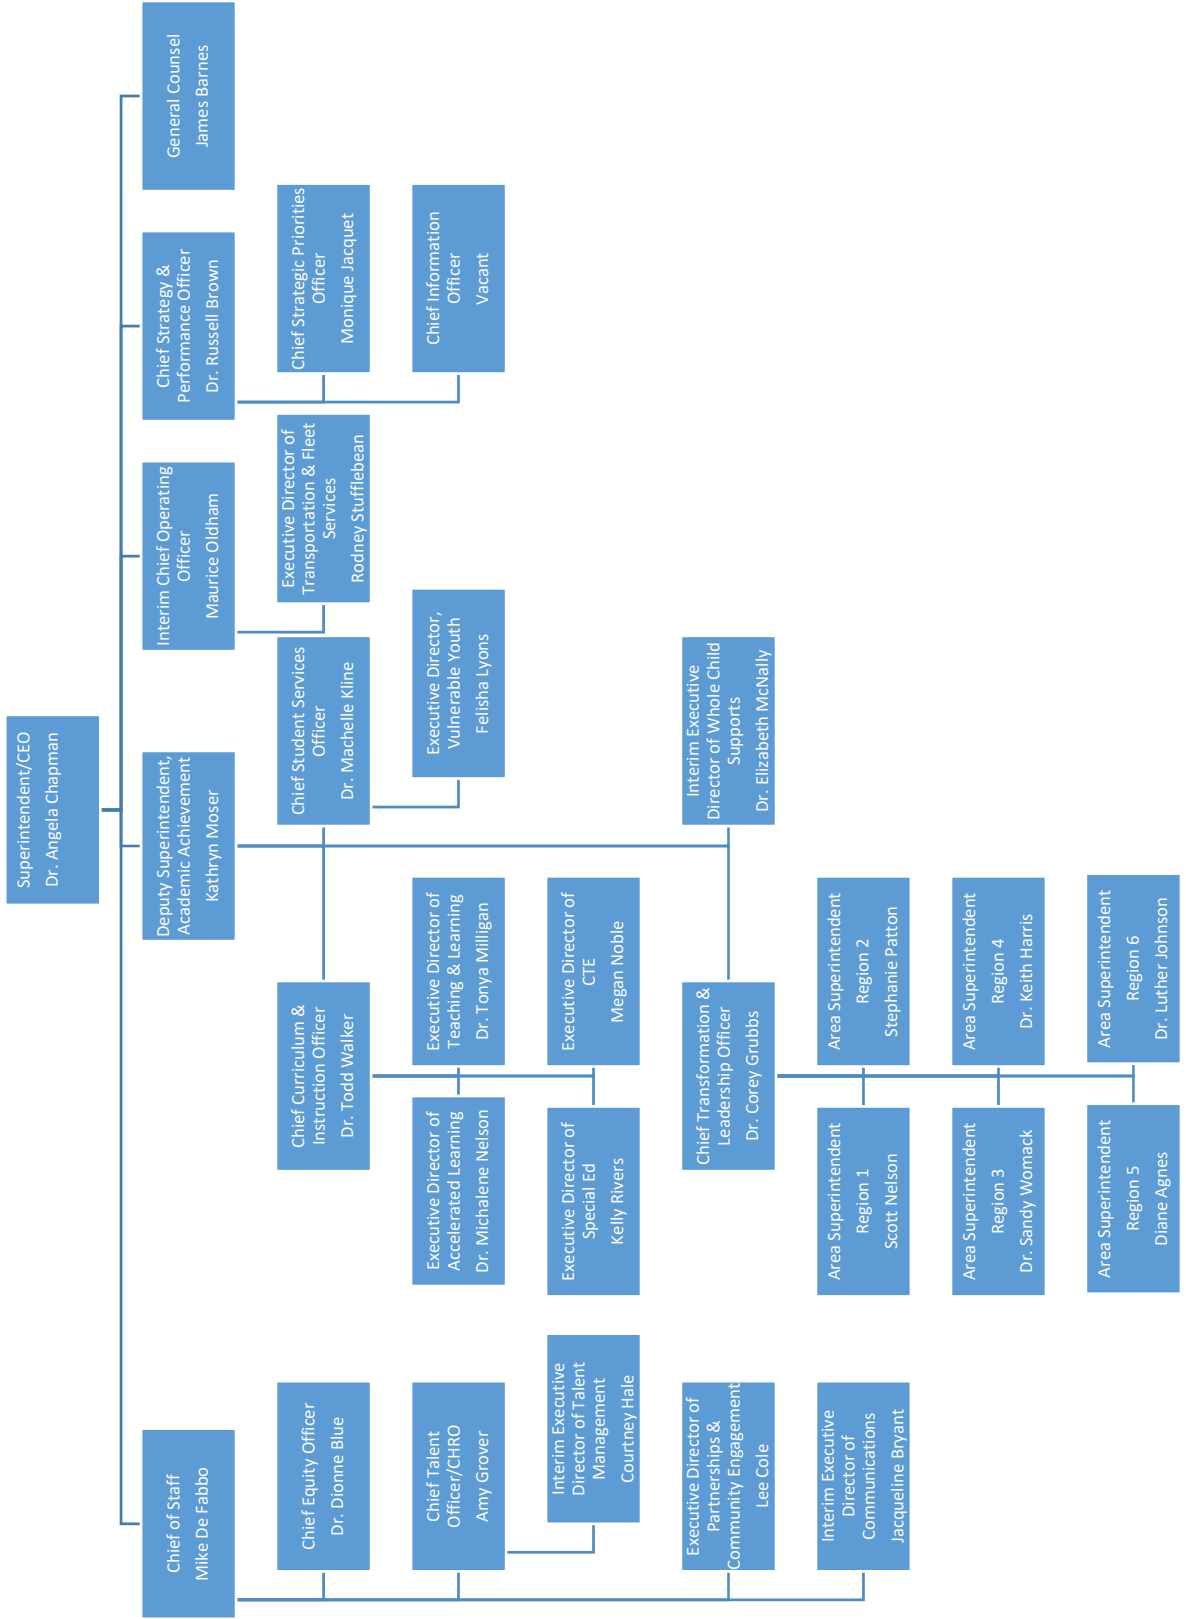 Superintendent/CEO
Dr. Angela Chapman
Chief of Staff
Mike De Fabbo
Chief Equity Officer
Dr. Dionne Blue
Chief Talent
Officer/CHRO
Amy Grover
Interim Executive
Director of Talent
Management
Courtney Hale
Executive Director of
Partnerships &
Community Engagement
Lee Cole
Interim Executive
Director of
Communications
Jacqueline Bryant
Deputy Superintendent,
Academic Achievement
Kathryn Moser
Chief Curriculum &
Instruction Officer
Dr. Todd Walker
Executive Director of
Accelerated Learning
Dr. Michalene Nelson
Executive Director of
Teaching & Learning
Dr. Tonya Milligan
Executive Director of
Special Ed
Kelly Rivers
Executive Director of
CTE
Megan Noble
Chief Student Services
Officer
Dr. Machelle Kline
Executive Director,
Vulnerable Youth
Felisha Lyons
Chief Transformation &
Leadership Officer
Dr. Corey Grubbs
Area Superintendent
Region 1
Scott Nelson
Area Superintendent
Region 2
Stephanie Patton
Area Superintendent
Region 3
Dr. Sandy Womack
Area Superintendent
Region 4
Dr. Keith Harris
Area Superintendent
Region 5
Diane Agnes
Area Superintendent
Region 6
Dr. Luther Johnson
Interim Executive
Director of Whole Child
Supports
Dr. Elizabeth McNally
Interim Chief Operating
Officer
Maurice Oldham
Executive Director of
Transportation & Fleet
Services
Rodney Stufflebean
Chief Strategy &
Performance Officer
Dr. Russell Brown
Chief Strategic Priorities
Officer
Monique Jacquet
Chief Information
Officer
Vacant
General Counsel
James Barnes